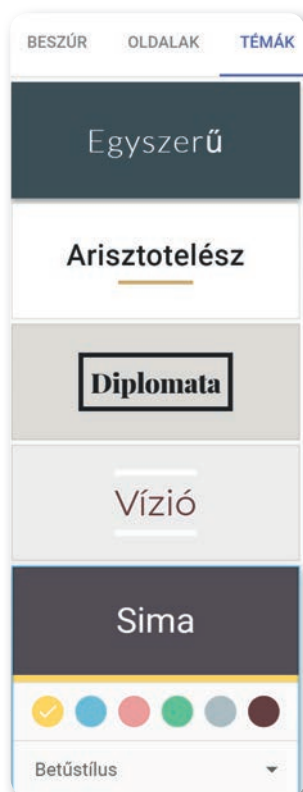 BESZÚR OLDALAK TÉMÁK
Egyszerű
Arisztotelész
Diplomata
Vízió
Sima
Betűstílus